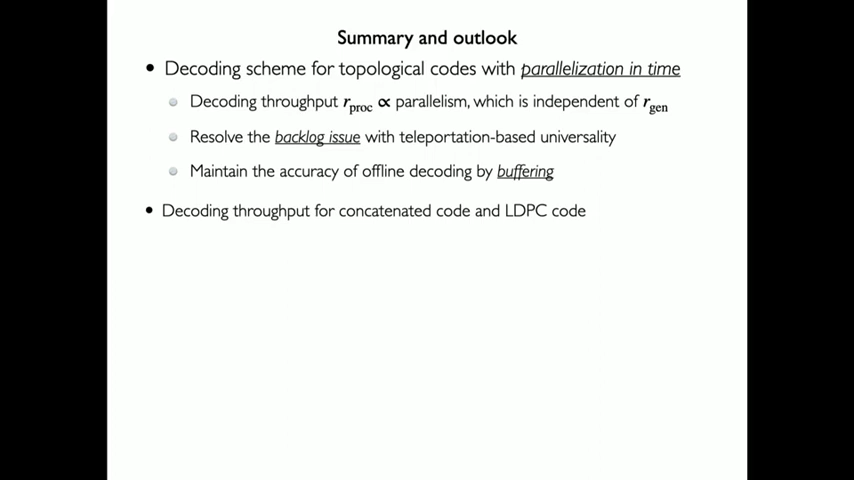 Summary and outlook
• Decoding scheme for topological codes with parallelization in time
Decoding throughput r_proc ∝ parallelism, which is independent of r_gen
Resolve the backlog issue with teleportation-based universality
Maintain the accuracy of offline decoding by buffering
• Decoding throughput for concatenated code and LDPC code